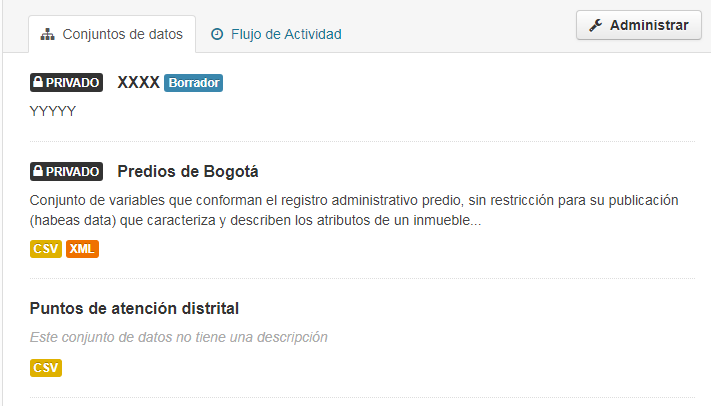 Conjuntos de datos Flujo de Actividad Administrar
PRIVADO XXXX Borrador
YYYYY
PRIVADO Predios de Bogotá
Conjunto de variables que conforman el registro administrativo predio, sin restricción para su publicación
(habeas data) que caracteriza y describen los atributos de un inmueble...
CSV XML
Puntos de atención distrital
Este conjunto de datos no tiene una descripción
CSV